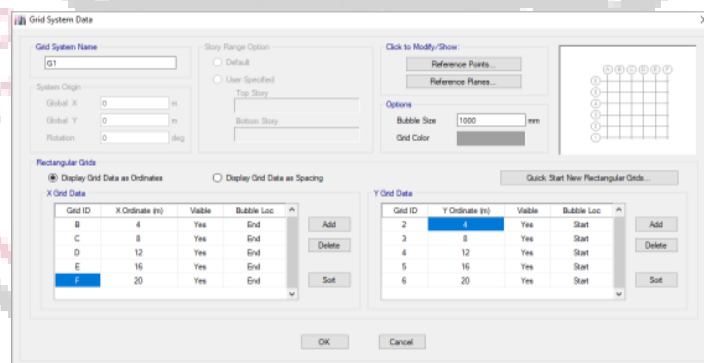 Grid System Data
Grid System Name
G1
System Origin
Global X 0 m
Global Y 0 m
Rotation 0 deg
Story Range Option
Default
User Specified
Top Story
Bottom Story
Click to Modify/Show:
Reference Points...
Reference Planes...
Options
Bubble Size 1000 mm
Grid Color
A B C D E F
Rectangular Grids
Display Grid Data as Ordinates
Display Grid Data as Spacing
Quick Start New Rectangular Grids...
X Grid Data
Grid ID X Ordinate (m) Visible Bubble Loc
B 4 Yes End
C 8 Yes End
D 12 Yes End
E 16 Yes End
F 20 Yes End
Add
Delete
Sort
Y Grid Data
Grid ID Y Ordinate (m) Visible Bubble Loc
2 4 Yes Start
3 8 Yes Start
4 12 Yes Start
5 16 Yes Start
6 20 Yes Start
Add
Delete
Sort
OK
Cancel